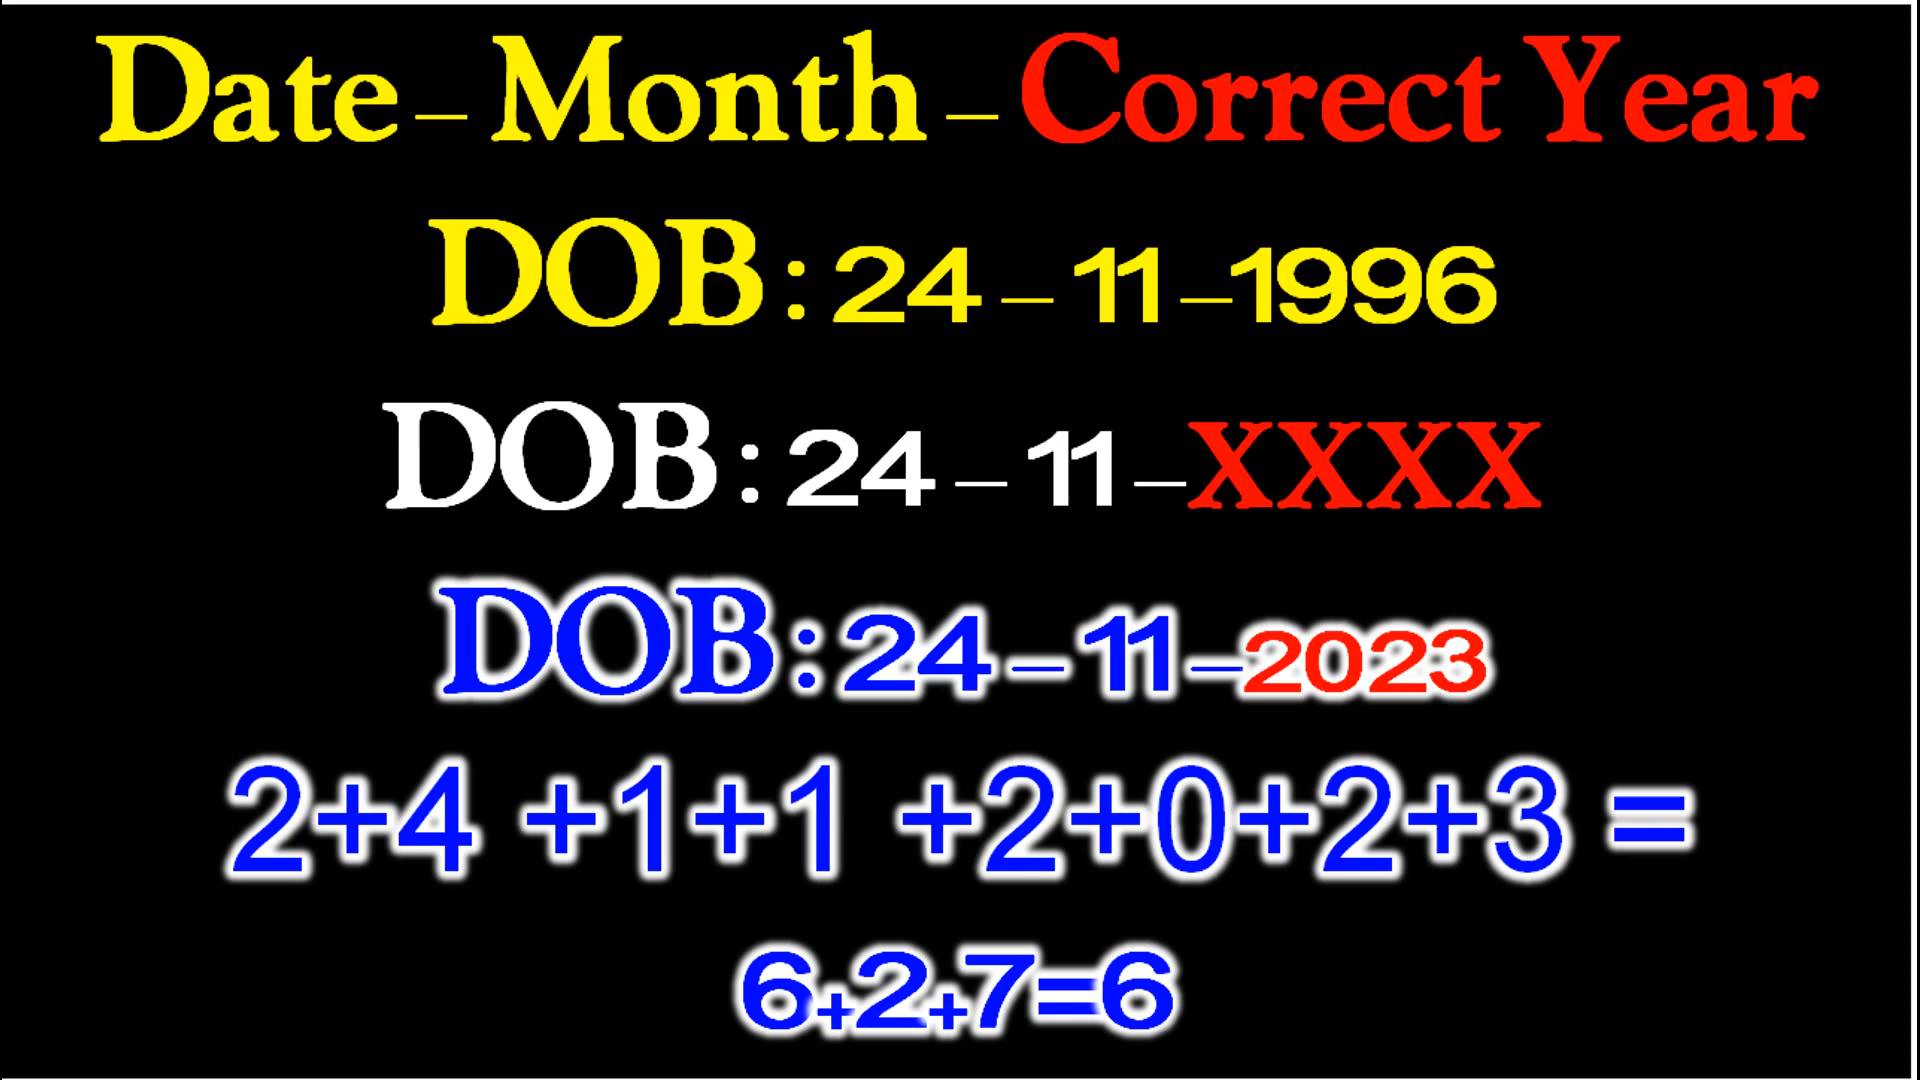 Date – Month – Correct Year
DOB : 24 – 11 –1996
DOB : 24 – 11 –XXXX
DOB : 24 – 11 –2023
2+4 +1+1 +2+0+2+3 =
6+2+7=6